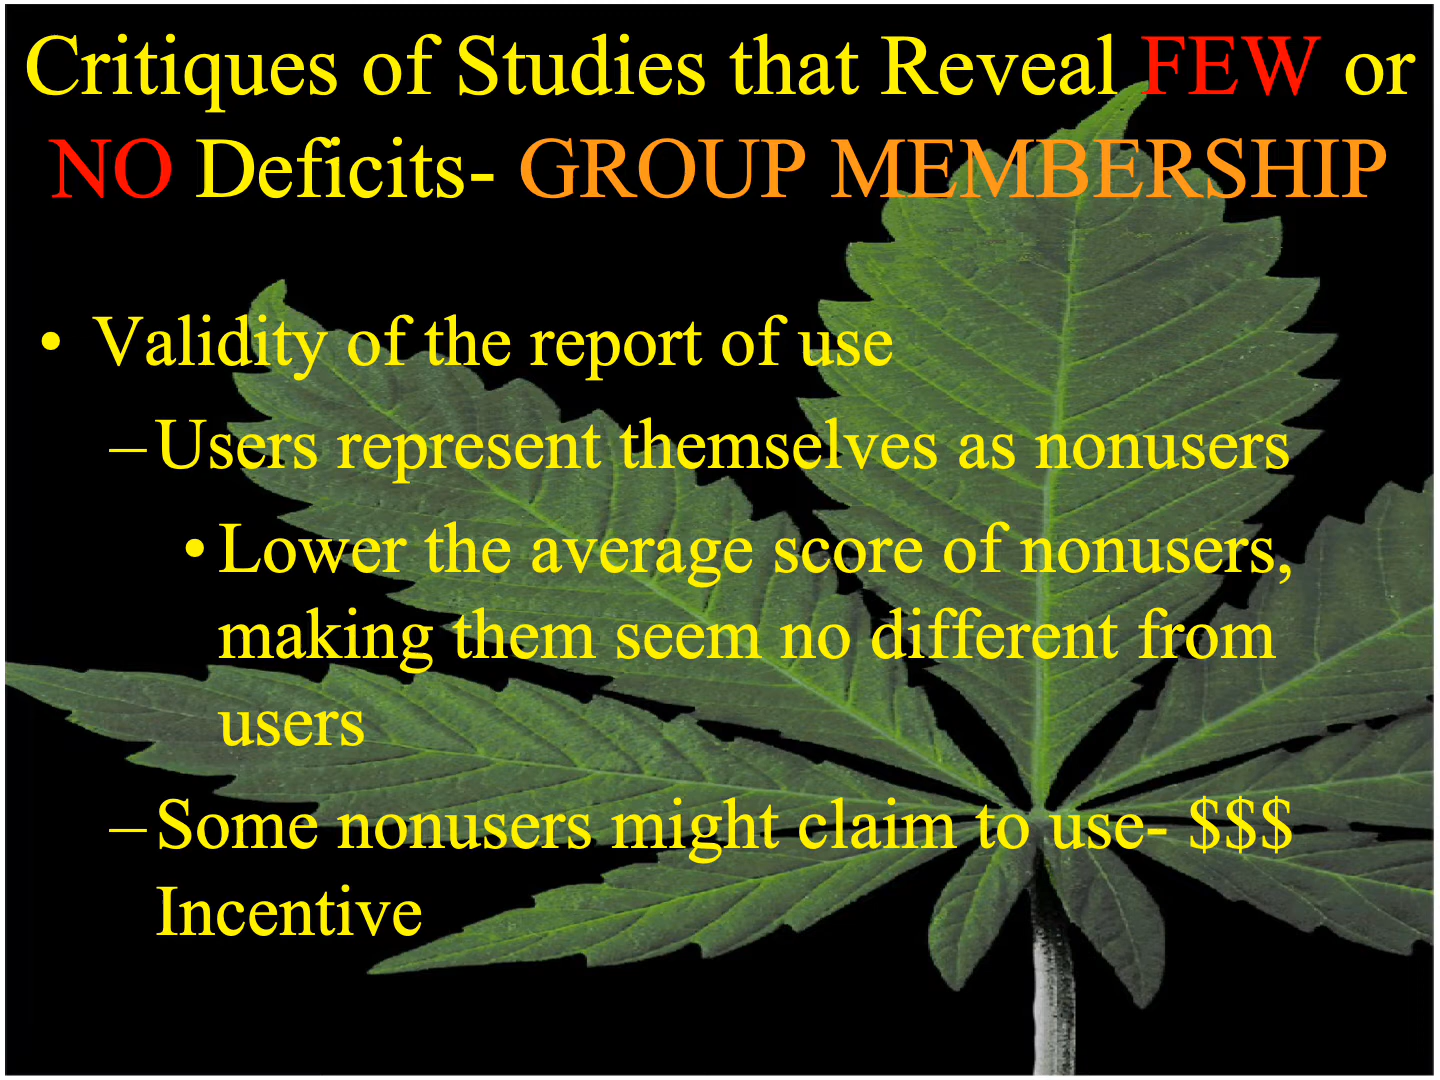 Critiques of Studies that Reveal FEW or
NO Deficits- GROUP MEMBERSHIP
• Validity of the report of use
–Users represent themselves as nonusers
• Lower the average score of nonusers,
making them seem no different from
users
–Some nonusers might claim to use- $$$
Incentive